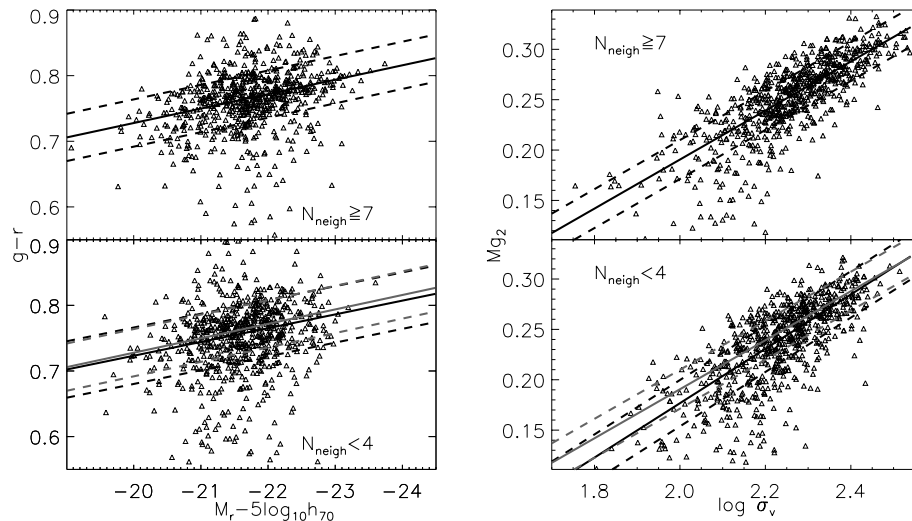 0.9
0.8
0.7
0.6
N_neigh≧7
g-r
0.9
0.8
0.7
0.6
N_neigh<4
-20 -21 -22 -23 -24
M_r-5log_10h_70
N_neigh≧7
0.30
0.25
0.20
0.15
Mg_2
N_neigh<4
0.30
0.25
0.20
0.15
1.8 2.0 2.2 2.4
log σ_v